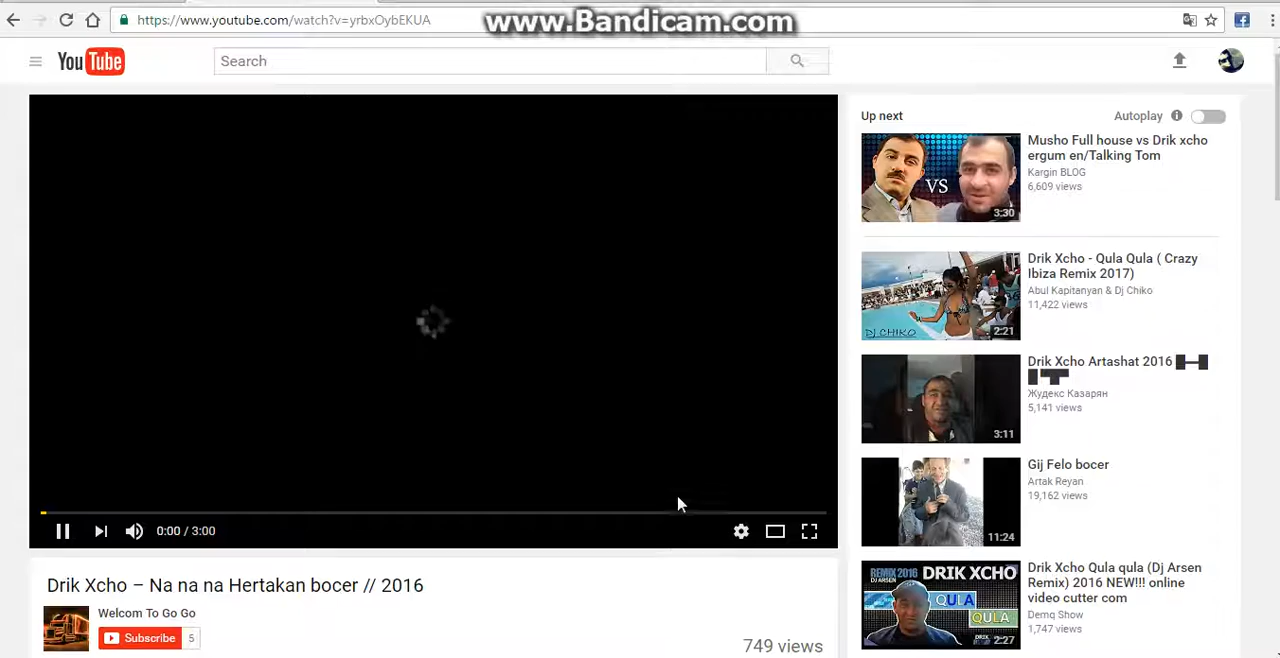 https://www.youtube.com/watch?v=yrbxOybEKUA
www.Bandicam.com
YouTube
Search
Up next
Autoplay
Musho Full house vs Drik xcho
ergum en/Talking Tom
Kargin BLOG
6,609 views
VS
3:30
Drik Xcho - Qula Qula ( Crazy
Ibiza Remix 2017)
Abul Kapitanyan & Dj Chiko
11,422 views
DJ CHIKO
2:21
Drik Xcho Artashat 2016
Жудекс Казарян
5,141 views
3:11
Gij Felo bocer
Artak Reyan
19,162 views
11:24
Drik Xcho Qula qula (Dj Arsen
Remix) 2016 NEW!!! online
video cutter com
Demq Show
1,747 views
REMIX 2016
DJ ARSEN
DRIK XCHO
QULA
QULA
2:27
0:00 / 3:00
Drik Xcho – Na na na Hertakan bocer // 2016
Welcom To Go Go
Subscribe 5
749 views